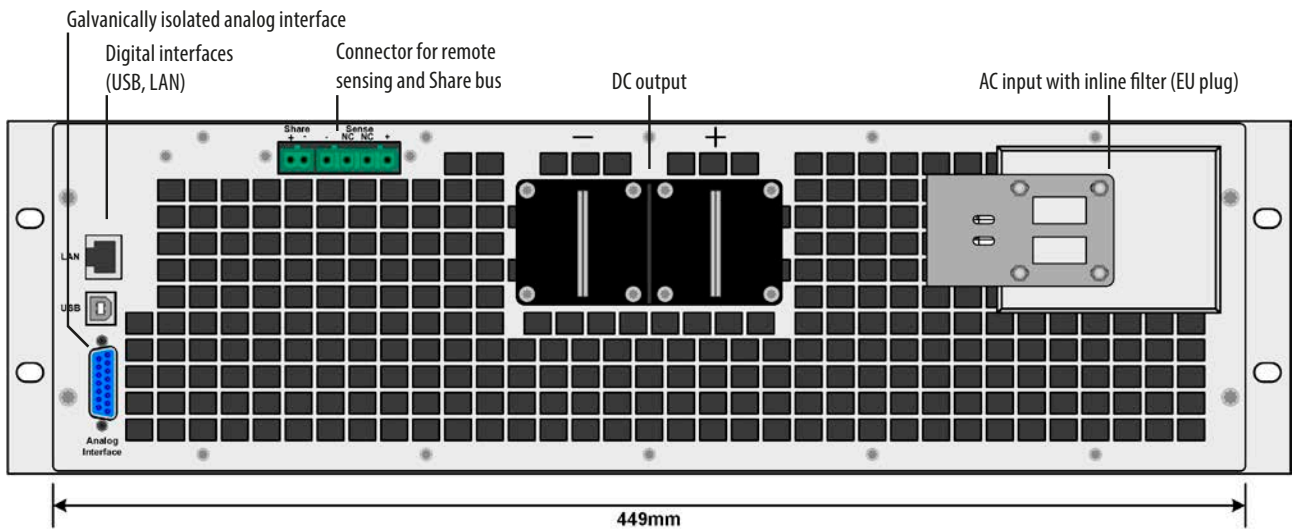 Galvanically isolated analog interface
Digital interfaces
(USB, LAN)
Connector for remote
sensing and Share bus
DC output
AC input with inline filter (EU plug)
Share
+ -
Sense
- NC NC +
− +
LAN
USB
Analog
Interface
449mm